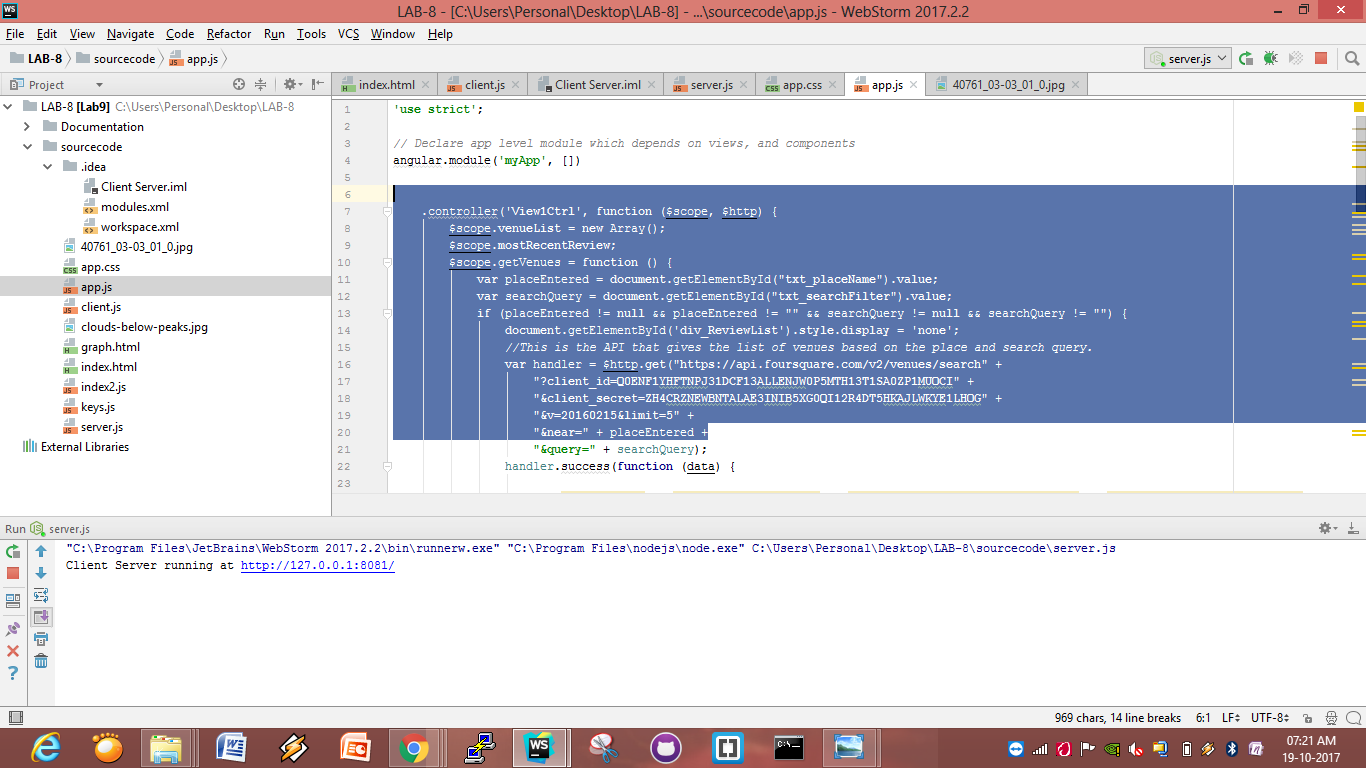 LAB-8 - [C:\Users\Personal\Desktop\LAB-8] - ...\sourcecode\app.js - WebStorm 2017.2.2
File Edit View Navigate Code Refactor Run Tools VCS Window Help
LAB-8 sourcecode app.js server.js
Project index.html client.js Client Server.iml server.js app.css app.js 40761_03-03_01_0.jpg
LAB-8 [Lab9] C:\Users\Personal\Desktop\LAB-8
Documentation
sourcecode
.idea
Client Server.iml
modules.xml
workspace.xml
40761_03-03_01_0.jpg
app.css
app.js
client.js
clouds-below-peaks.jpg
graph.html
index.html
index2.js
keys.js
server.js
External Libraries
1 'use strict';
2
3 // Declare app level module which depends on views, and components
4 angular.module('myApp', [])
5
6
7 .controller('View1Ctrl', function ($scope, $http) {
8 $scope.venueList = new Array();
9 $scope.mostRecentReview;
10 $scope.getVenues = function () {
11 var placeEntered = document.getElementById("txt_placeName").value;
12 var searchQuery = document.getElementById("txt_searchFilter").value;
13 if (placeEntered != null && placeEntered != "" && searchQuery != null && searchQuery != "") {
14 document.getElementById('div_ReviewList').style.display = 'none';
15 //This is the API that gives the list of venues based on the place and search query.
16 var handler = $http.get("https://api.foursquare.com/v2/venues/search" +
17 "?client_id=Q0ENF1YHFTNPJ31DCF13ALLENJW0P5MTH13T1SA0ZP1MUOCI" +
18 "&client_secret=ZH4CRZNEWBNTALAE3INIB5XG0QI12R4DT5HKAJLWKYE1LHOG" +
19 "&v=20160215&limit=5" +
20 "&near=" + placeEntered +
21 "&query=" + searchQuery);
22 handler.success(function (data) {
23
Run server.js
"C:\Program Files\JetBrains\WebStorm 2017.2.2\bin\runnerw.exe" "C:\Program Files\nodejs\node.exe" C:\Users\Personal\Desktop\LAB-8\sourcecode\server.js
Client Server running at http://127.0.0.1:8081/
969 chars, 14 line breaks 6:1 LF UTF-8
07:21 AM
19-10-2017